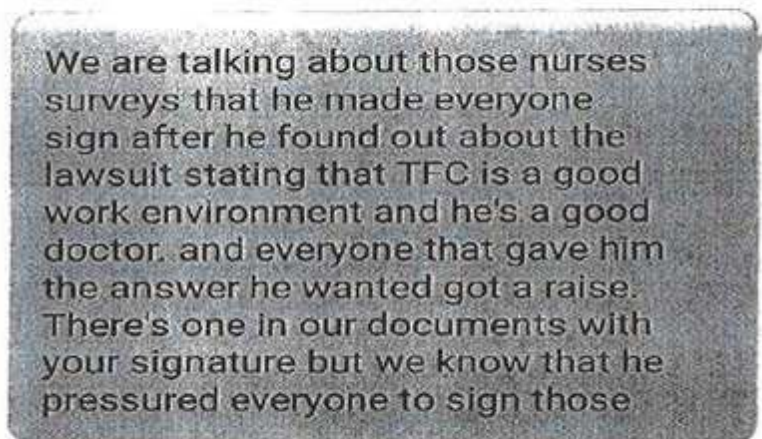 We are talking about those nurses
surveys that he made everyone
sign after he found out about the
lawsuit stating that TFC is a good
work environment and he's a good
doctor. and everyone that gave him
the answer he wanted got a raise.
There's one in our documents with
your signature but we know that he
pressured everyone to sign those